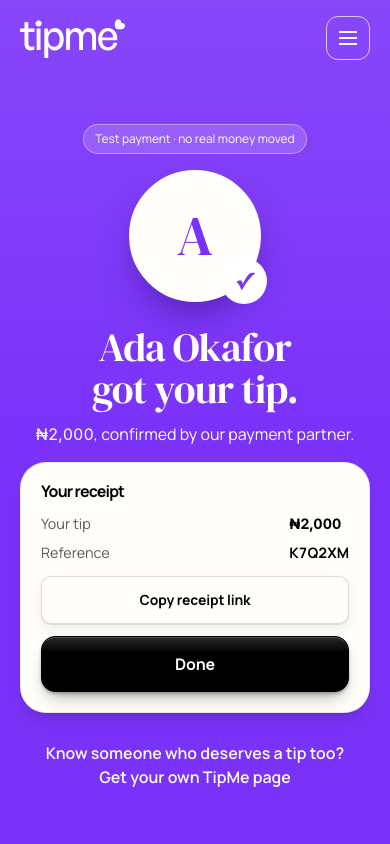 tipme
Test payment · no real money moved
A
Ada Okafor
got your tip.
₦2,000, confirmed by our payment partner.
Your receipt
Your tip ₦2,000
Reference K7Q2XM
Copy receipt link
Done
Know someone who deserves a tip too?
Get your own TipMe page